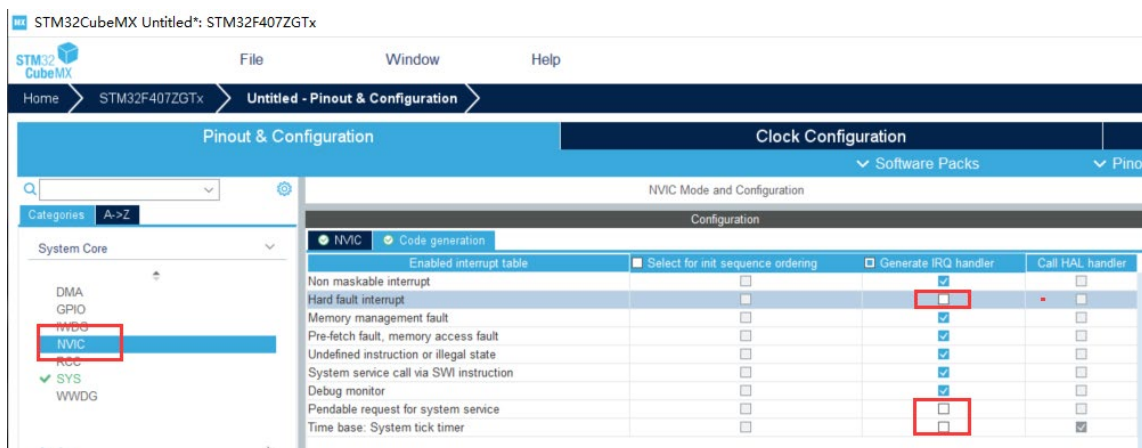 MX STM32CubeMX Untitled*: STM32F407ZGTx
STM32 CubeMX File Window Help
Home STM32F407ZGTx Untitled - Pinout & Configuration
Pinout & Configuration Clock Configuration
Software Packs Pino
NVIC Mode and Configuration
Categories A->Z Configuration
System Core NVIC Code generation
Enabled interrupt table Select for init sequence ordering Generate IRQ handler Call HAL handler
Non maskable interrupt
DMA Hard fault interrupt
GPIO Memory management fault
IWDG Pre-fetch fault, memory access fault
NVIC Undefined instruction or illegal state
RCC System service call via SWI instruction
SYS Debug monitor
WWDG Pendable request for system service
Time base: System tick timer